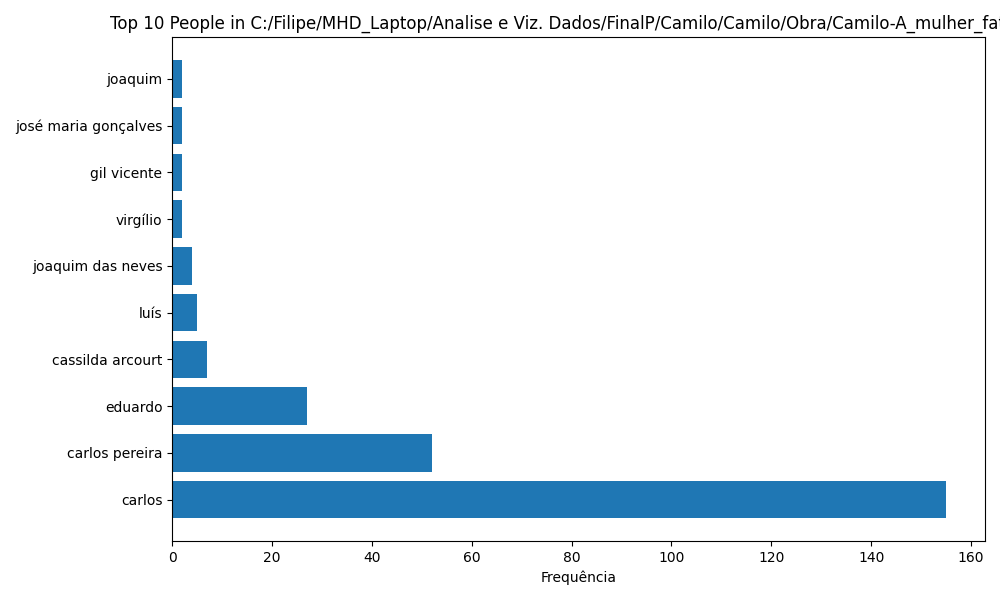 Top 10 People in C:/Filipe/MHD_Laptop/Analise e Viz. Dados/FinalP/Camilo/Camilo/Obra/Camilo-A_mulher_fat
joaquim
josé maria gonçalves
gil vicente
virgílio
joaquim das neves
luís
cassilda arcourt
eduardo
carlos pereira
carlos
0 20 40 60 80 100 120 140 160
Frequência